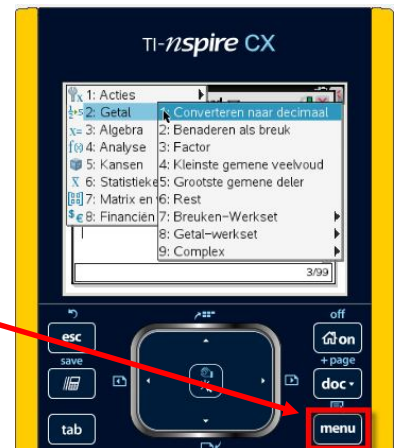 TI-nspire CX
1: Acties
2: Getal
3: Algebra
4: Analyse
5: Kansen
6: Statistieke
7: Matrix en
8: Financiën
1: Converteren naar decimaal
2: Benaderen als breuk
3: Factor
4: Kleinste gemene veelvoud
5: Grootste gemene deler
6: Rest
7: Breuken-Werkset
8: Getal-werkset
9: Complex
3/99
off
esc
on
save
+page
doc
tab
menu